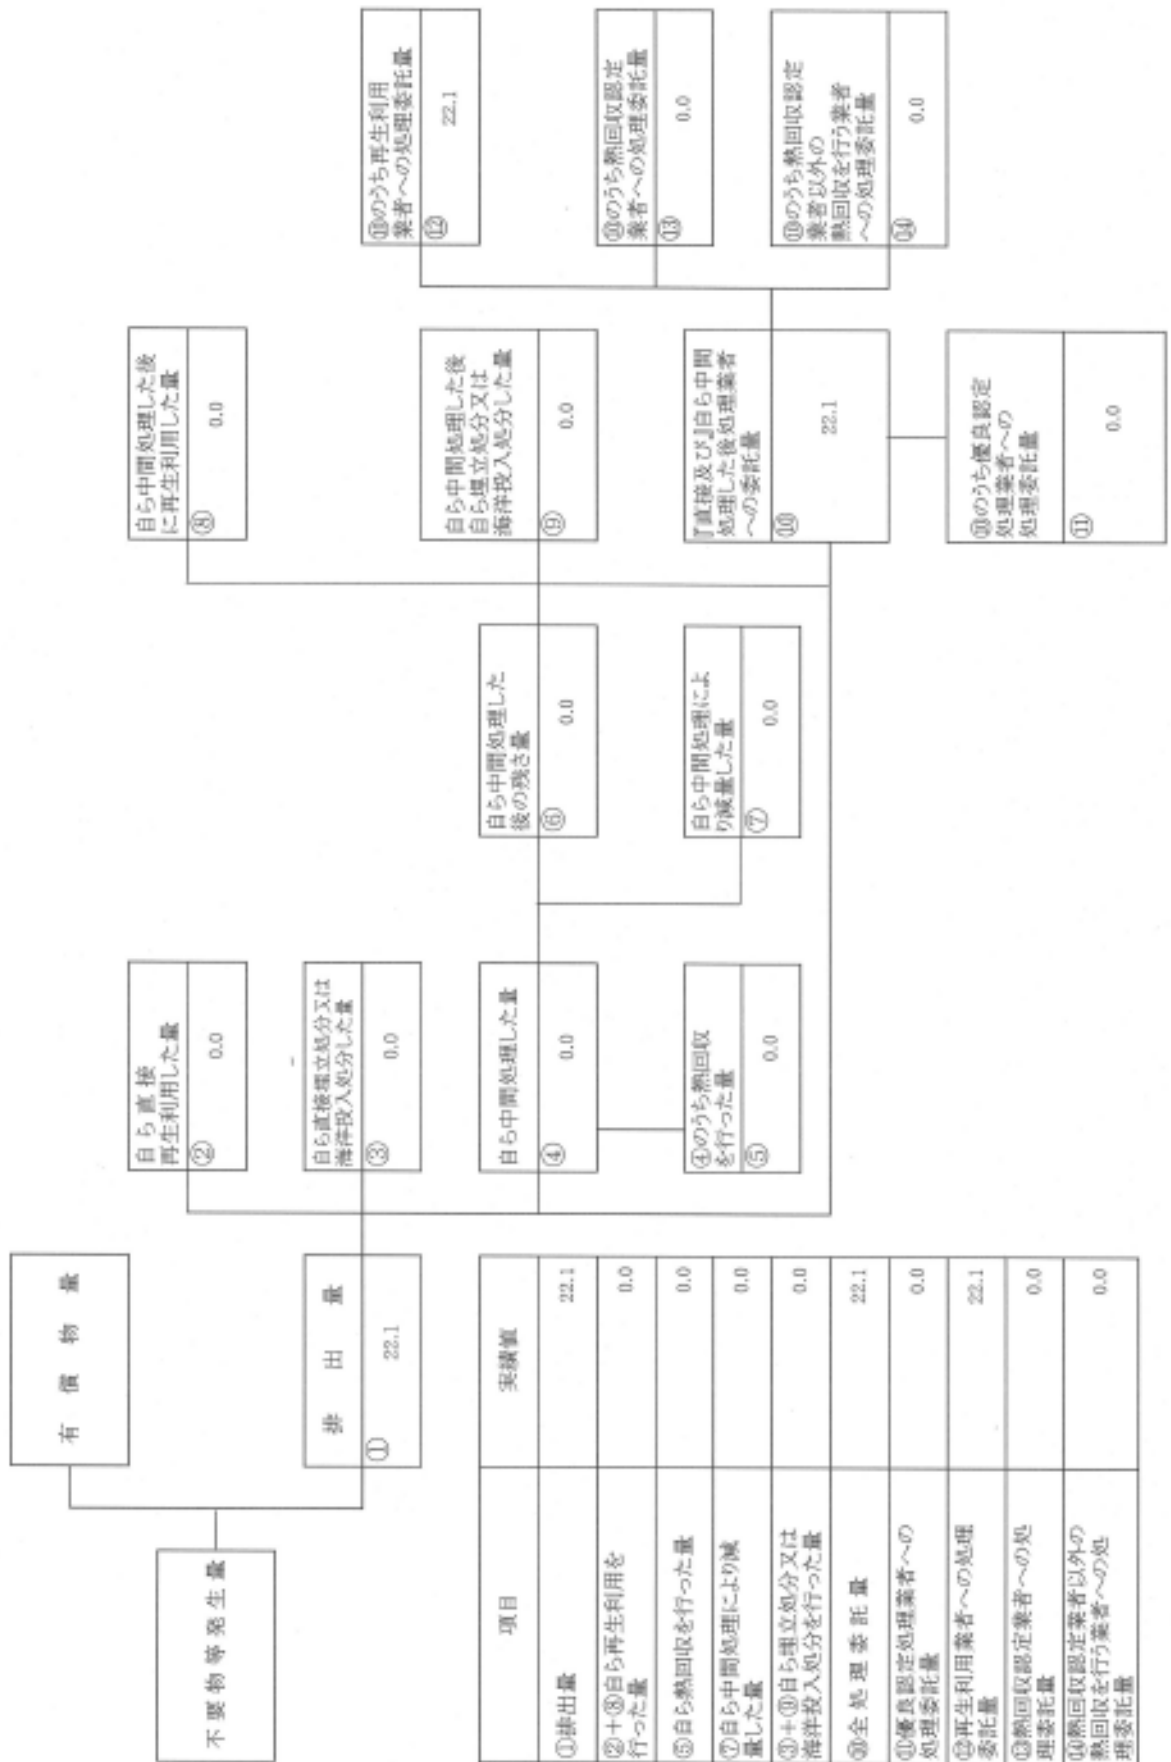 不要物等発生量
有償物量
排出量
①
22.1
自ら直接
再生利用した量
②
0.0
自ら直接埋立処分又は
海洋投入処分した量
③
0.0
自ら中間処理した量
④
0.0
④のうち熱回収
を行った量
⑤
0.0
自ら中間処理した
後の残さ量
⑥
0.0
自ら中間処理によ
り減量した量
⑦
0.0
自ら中間処理した後
に再生利用した量
⑧
0.0
自ら中間処理した後
自ら埋立処分又は
海洋投入処分した量
⑨
0.0
『直接及び』自ら中間
処理した後処理業者
への委託量
⑩
22.1
⑩のうち優良認定
処理業者への
処理委託量
⑪
0.0
⑩のうち再生利用
業者への処理委託量
⑫
22.1
⑩のうち熱回収認定
業者への処理委託量
⑬
0.0
⑩のうち熱回収認定
業者以外の
熱回収を行う業者
への処理委託量
⑭
0.0
項目 実績値
①排出量 22.1
②+⑧自ら再生利用を
行った量 0.0
⑤自ら熱回収を行った量 0.0
⑦自ら中間処理により減
量した量 0.0
③+⑨自ら埋立処分又は
海洋投入処分を行った量 0.0
⑩全処理委託量 22.1
⑪優良認定処理業者への
処理委託量 0.0
⑫再生利用業者への処理
委託量 22.1
⑬熱回収認定業者への処
理委託量 0.0
⑭熱回収認定業者以外の
熱回収を行う業者への処
理委託量 0.0